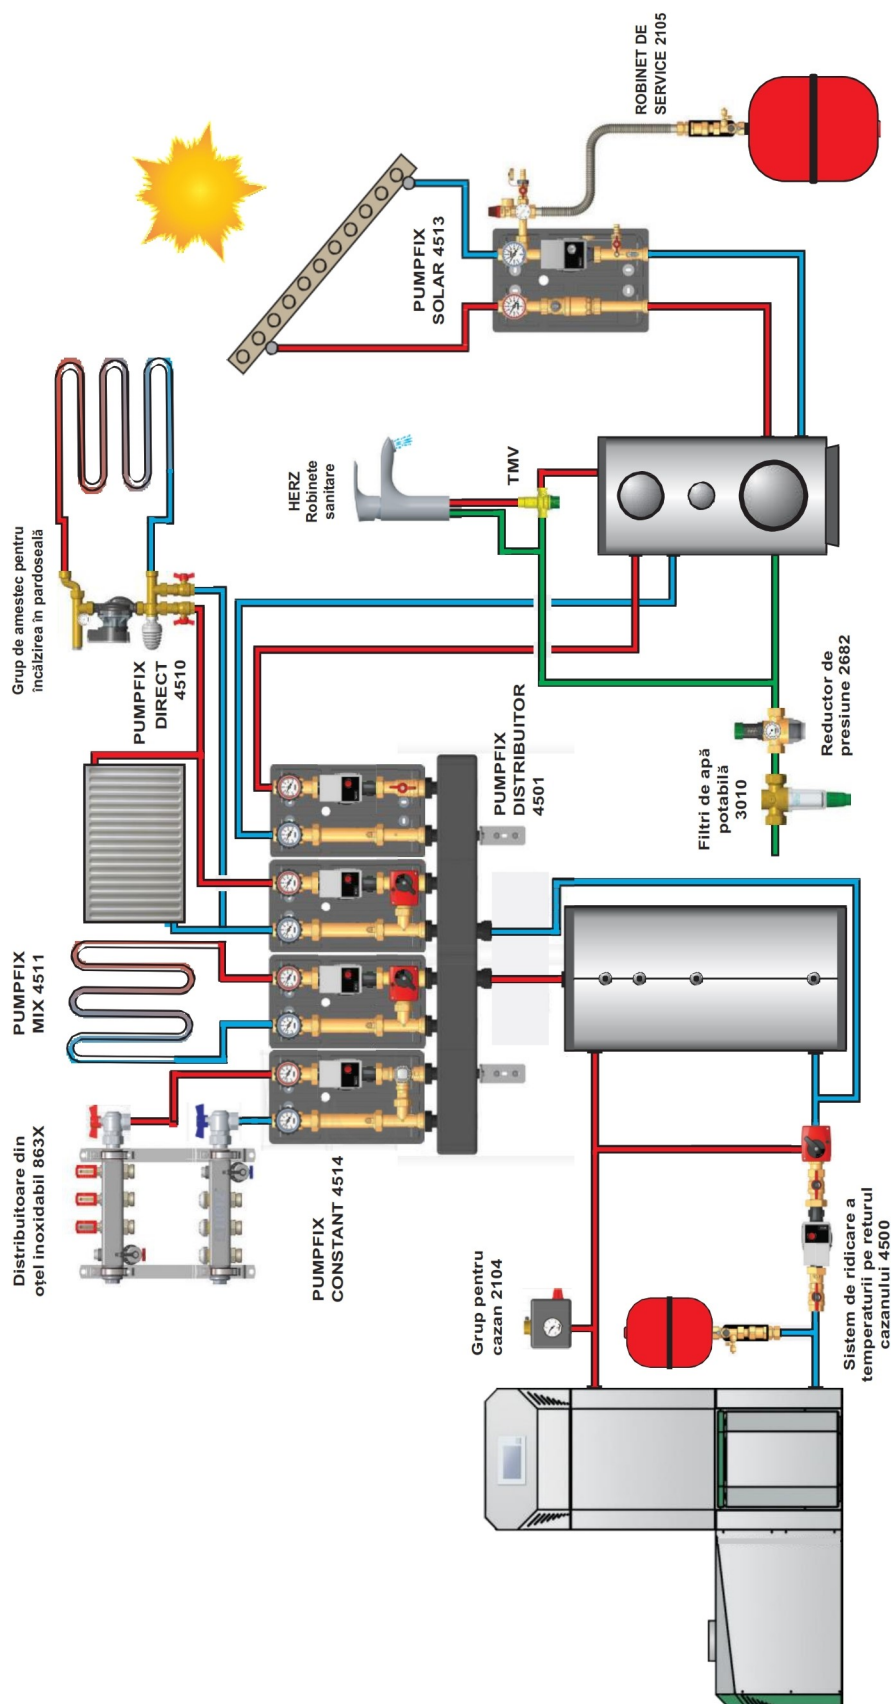 Distribuitoare din
oțel inoxidabil 863X
PUMPFIX
MIX 4511
Grup de amestec pentru
încălzirea în pardoseală
PUMPFIX
DIRECT
4510
PUMPFIX
CONSTANT 4514
HERZ
Robinete
sanitare
PUMPFIX
SOLAR 4513
ROBINET DE
SERVICE 2105
PUMPFIX
DISTRIBUITOR
4501
TMV
Grup pentru
cazan 2104
Filtri de apă
potabilă
3010
Reductor de
presiune 2682
Sistem de ridicare a
temperaturii pe returul
cazanului 4500